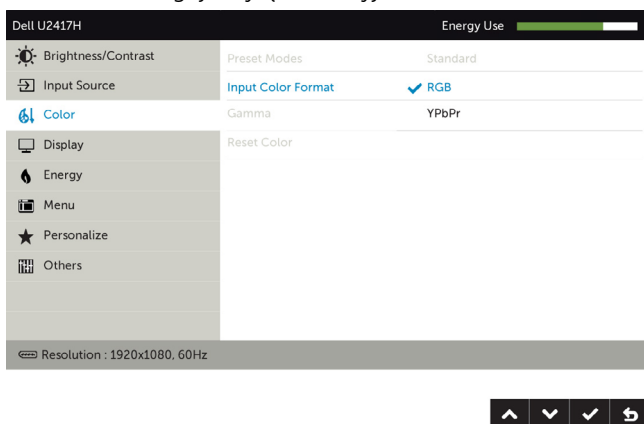 Dell U2417H Energy Use
Brightness/Contrast
Input Source
Color
Display
Energy
Menu
Personalize
Others
Preset Modes Standard
Input Color Format RGB
Gamma YPbPr
Reset Color
Resolution : 1920x1080, 60Hz